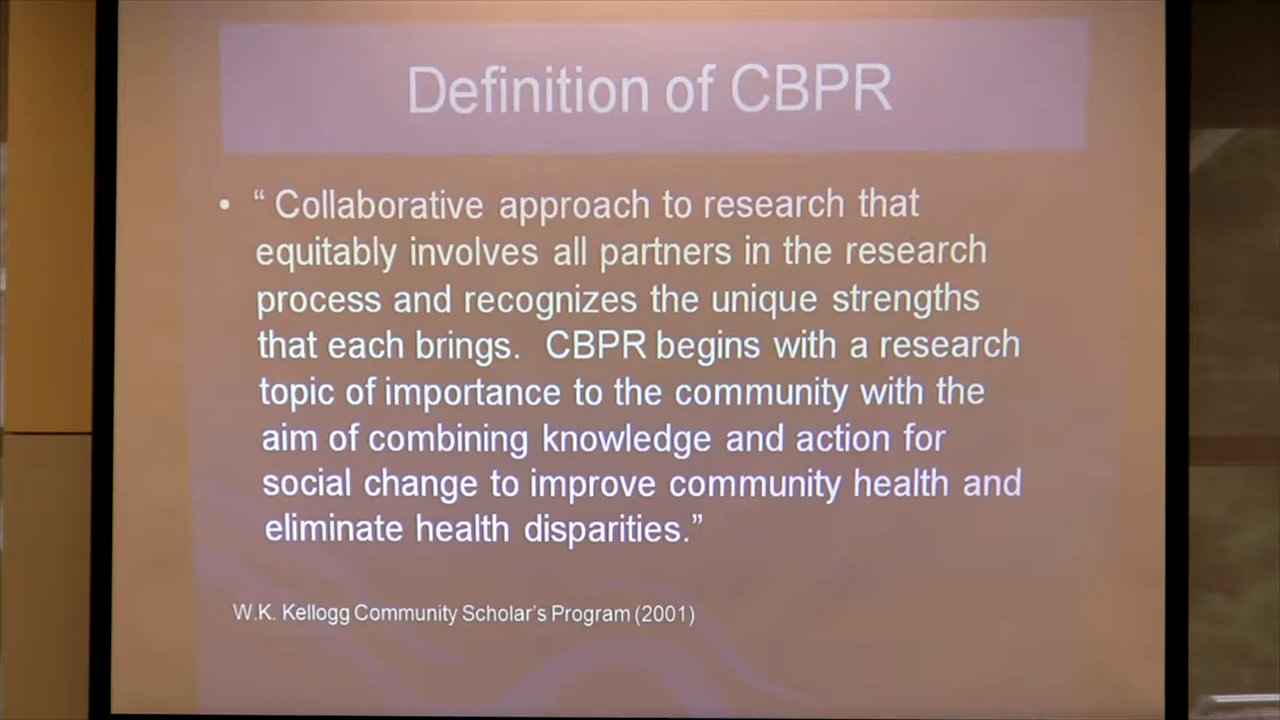 Definition of CBPR
• “ Collaborative approach to research that
equitably involves all partners in the research
process and recognizes the unique strengths
that each brings. CBPR begins with a research
topic of importance to the community with the
aim of combining knowledge and action for
social change to improve community health and
eliminate health disparities.”
W.K. Kellogg Community Scholar’s Program (2001)